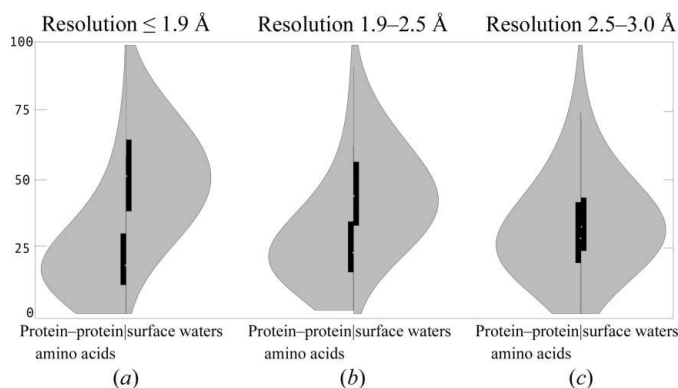 Resolution ≤ 1.9 Å Resolution 1.9–2.5 Å Resolution 2.5–3.0 Å
100
75
50
25
0
Protein–protein|surface waters Protein–protein|surface waters Protein–protein|surface waters
amino acids amino acids amino acids
(a) (b) (c)